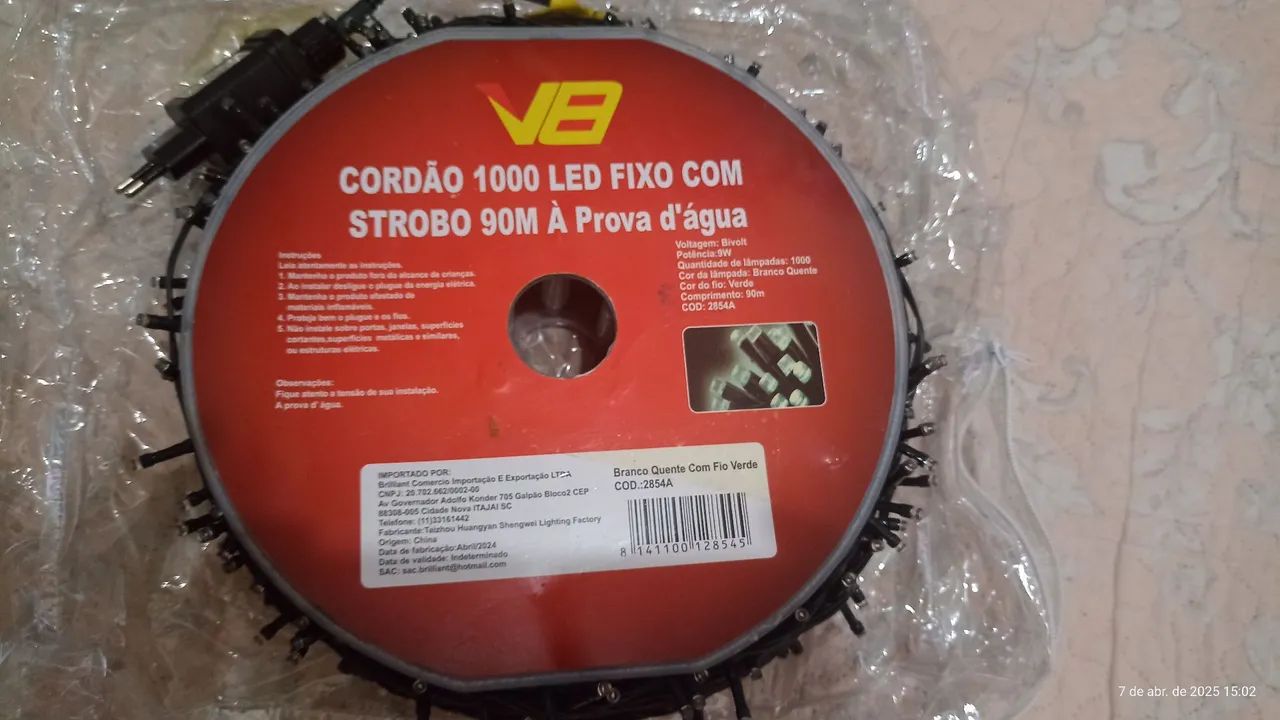 V8
CORDÃO 1000 LED FIXO COM
STROBO 90M À Prova d'água
Instruções
Leia atentamente as instruções.
1. Mantenha o produto fora do alcance de crianças.
2. Ao instalar desligue o plugue da energia elétrica.
3. Mantenha o produto afastado de
materiais inflamáveis.
4. Proteja bem o plugue e os fios.
5. Não instale sobre portas, janelas, superfícies
cortantes,superfícies metálicas e similares,
ou estruturas elétricas.
Observações:
Fique atento a tensão de sua instalação.
A prova d' água.
Voltagem: Bivolt
Potência:9W
Quantidade de lâmpadas: 1000
Cor da lâmpada: Branco Quente
Cor do fio: Verde
Comprimento: 90m
COD: 2854A
IMPORTADO POR:
Brilliant Comercio Importação E Exportação LTDA
CNPJ: 20.702.662/0002-00
Av Governador Adolfo Konder 705 Galpão Bloco2 CEP
88308-005 Cidade Nova ITAJAI SC
Telefone: (11)33161442
Fabricante:Taizhou Huangyan Shengwei Lighting Factory
Origem: China
Data de fabricação:Abril/2024
Data de validade: Indeterminado
SAC: sac.brilliant@hotmail.com
Branco Quente Com Fio Verde
COD.:2854A
8 141100 128545
7 de abr. de 2025 15:02